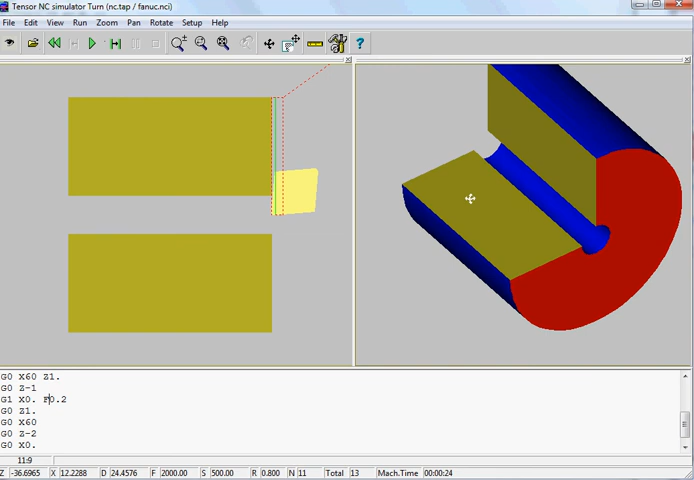 Tensor NC simulator Turn (nc.tap / fanuc.nci)
File Edit View Run Zoom Pan Rotate Setup Help
G0 X60 Z1.
G0 Z-1
G1 X0. F0.2
G0 Z1.
G0 X60
G0 Z-2
G0 X0.
11:9
Z -36.6965 X 12.2288 D 24.4576 F 2000.00 S 500.00 R 0.800 N 11 Total 13 Mach.Time 00:00:24